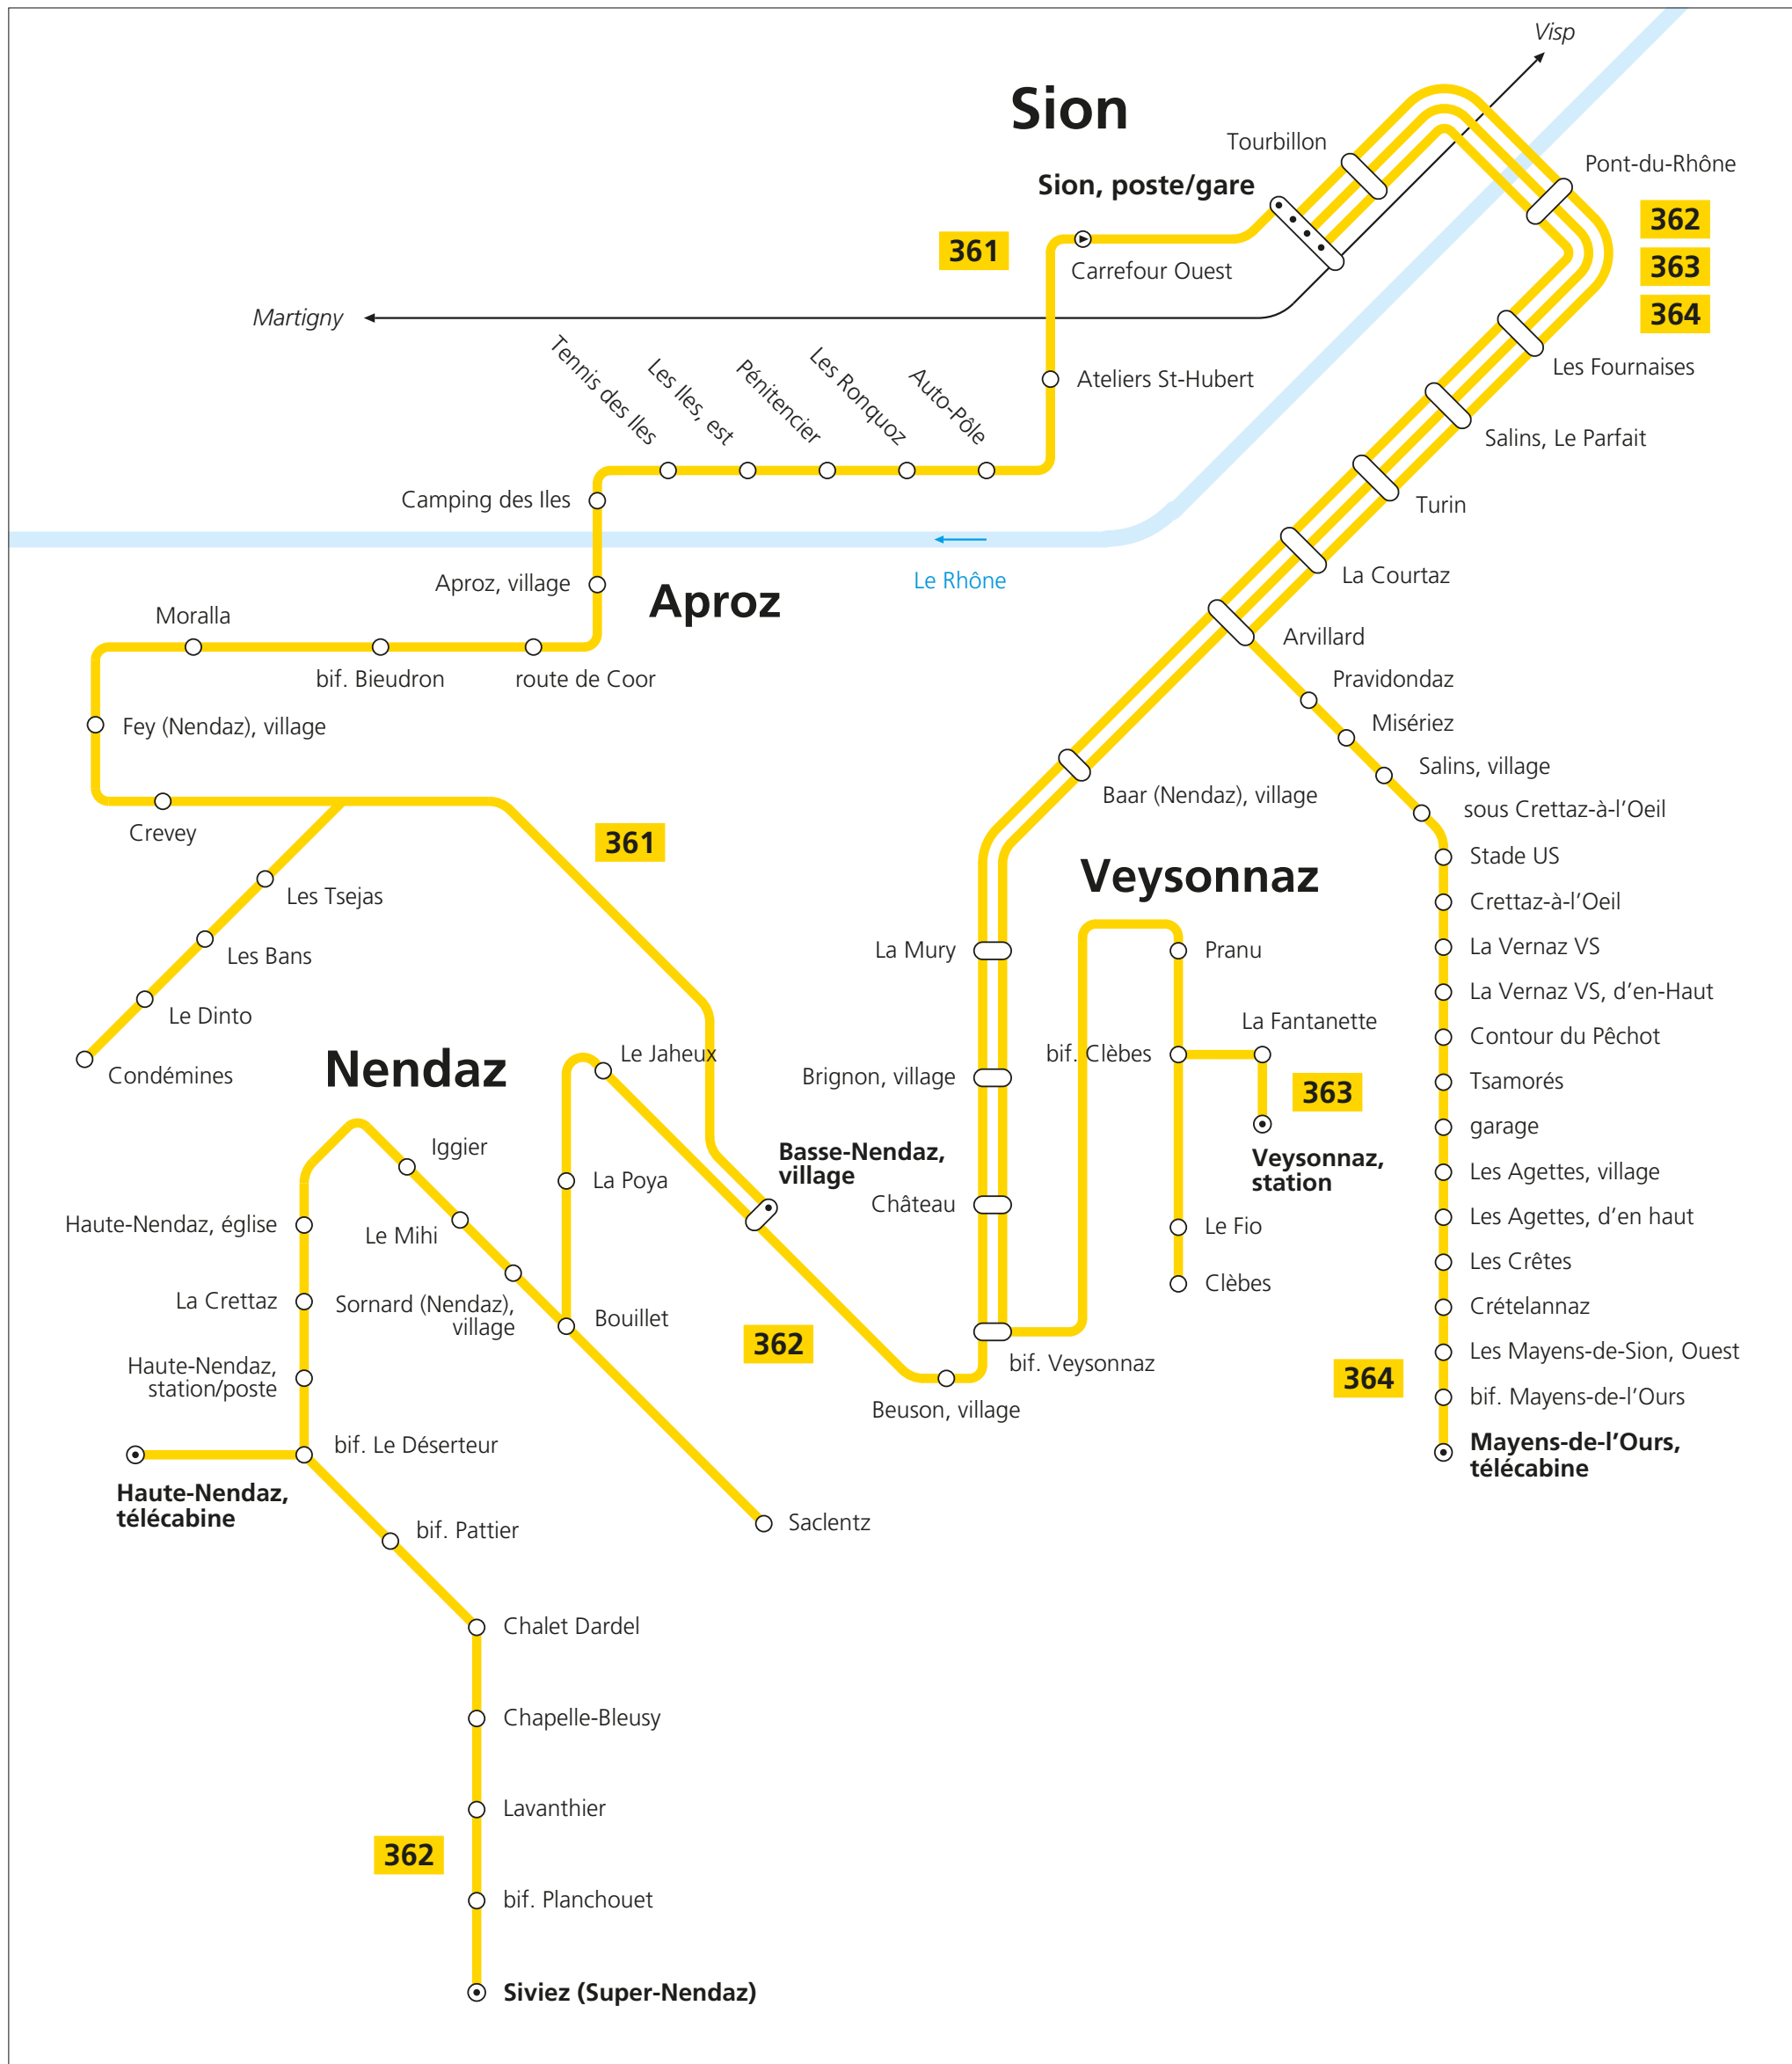 Visp
Sion
Tourbillon
Pont-du-Rhône
Sion, poste/gare
362
361
Carrefour Ouest
363
Martigny
364
Tennis des Iles
Les Iles, est
Pénitencier
Les Ronquoz
Auto-Pôle
Ateliers St-Hubert
Les Fournaises
Salins, Le Parfait
Camping des Iles
Turin
Le Rhône
La Courtaz
Aproz, village
Aproz
Moralla
Arvillard
bif. Bieudron
route de Coor
Pravidondaz
Fey (Nendaz), village
Misériez
Salins, village
Baar (Nendaz), village
sous Crettaz-à-l'Oeil
Crevey
361
Stade US
Veysonnaz
Les Tsejas
Crettaz-à-l'Oeil
Les Bans
La Mury
Pranu
La Vernaz VS
La Vernaz VS, d'en-Haut
Le Dinto
La Fantanette
Contour du Pêchot
Condémines
Nendaz
Le Jaheux
bif. Clèbes
Brignon, village
Tsamorés
363
garage
Iggier
Basse-Nendaz,
village
Veysonnaz,
station
La Poya
Les Agettes, village
Château
Haute-Nendaz, église
Le Mihi
Le Fio
Les Agettes, d'en haut
Les Crêtes
Clèbes
La Crettaz
Sornard (Nendaz),
village
Bouillet
Crételannaz
362
bif. Veysonnaz
Les Mayens-de-Sion, Ouest
Haute-Nendaz,
station/poste
364
bif. Mayens-de-l'Ours
Beuson, village
bif. Le Déserteur
Mayens-de-l'Ours,
télécabine
Haute-Nendaz,
télécabine
bif. Pattier
Saclentz
Chalet Dardel
Chapelle-Bleusy
Lavanthier
362
bif. Planchouet
Siviez (Super-Nendaz)